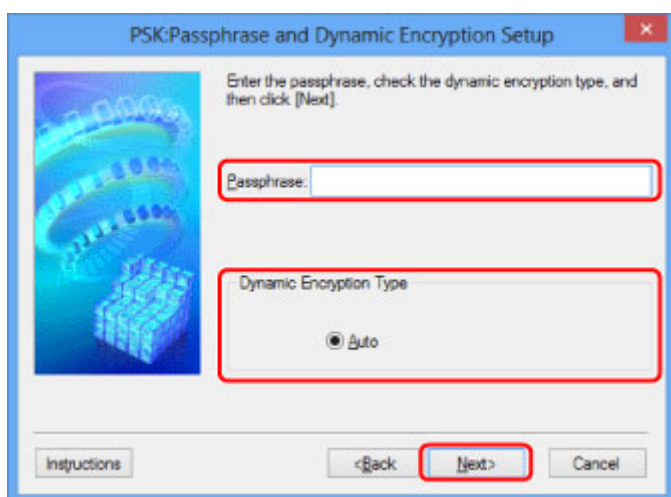 PSK:Passphrase and Dynamic Encryption Setup
Enter the passphrase, check the dynamic encryption type, and
then click [Next].
Passphrase:
Dynamic Encryption Type
Auto
Instructions <Back Next> Cancel